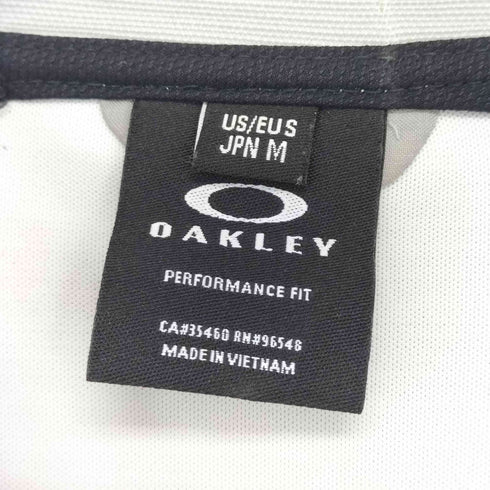 US/EU S
JPN M
OAKLEY
PERFORMANCE FIT
CA#35460 RN#96548
MADE IN VIETNAM